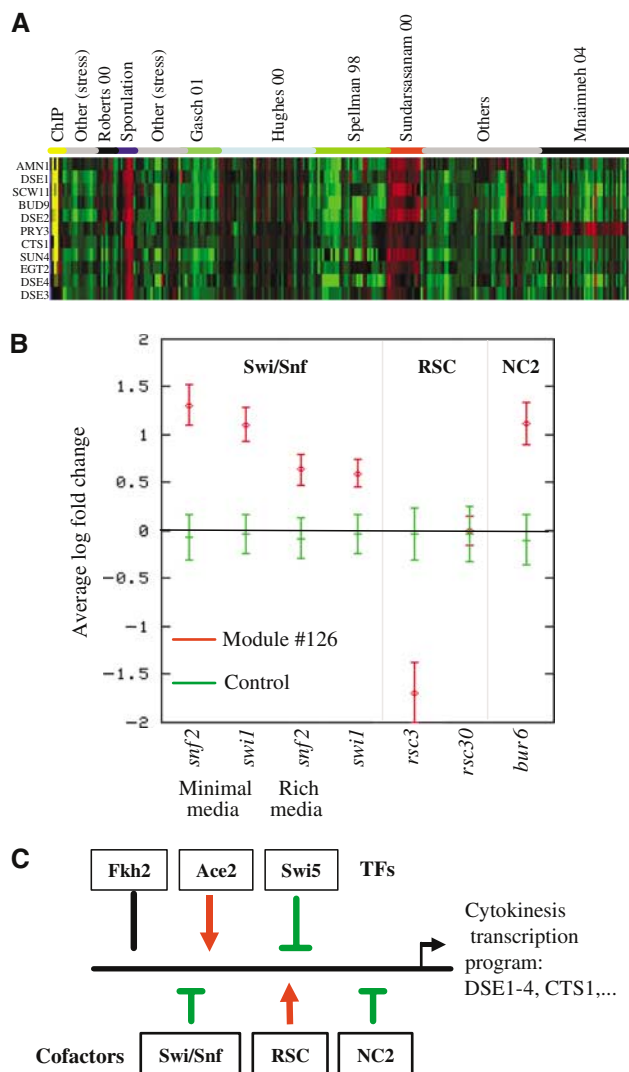 A
ChIP
Other (stress)
Roberts 00
Sporulation
Other (stress)
Gasch 01
Hughes 00
Spellman 98
Sundarsasanam 00
Others
Mnaimneh 04
AMN1
DSE1
SCW11
BUD9
DSE2
PRY3
CTS1
SUN4
EGT2
DSE4
DSE3
B
Swi/Snf
RSC
NC2
Average log fold change
2
1.5
1
0.5
0
-0.5
-1
-1.5
-2
Module #126
Control
snf2
swi1
snf2
swi1
rsc3
rsc30
bur6
Minimal media
Rich media
C
Fkh2
Ace2
Swi5
TFs
Cytokinesis
transcription
program:
DSE1-4, CTS1,...
Cofactors
Swi/Snf
RSC
NC2